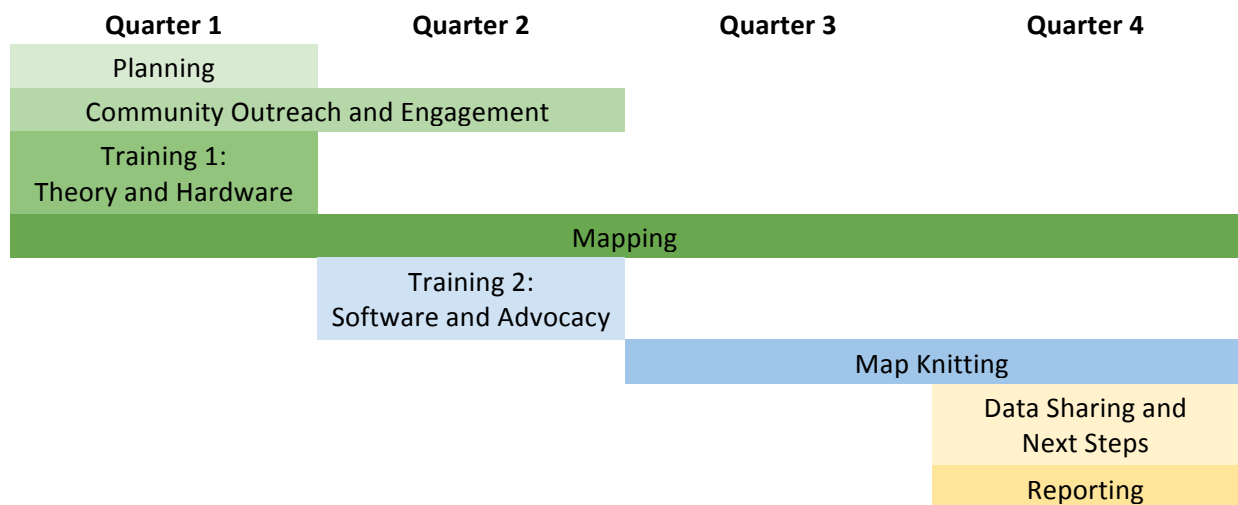 Quarter 1 Quarter 2 Quarter 3 Quarter 4
Planning
Community Outreach and Engagement
Training 1:
Theory and Hardware
Mapping
Training 2:
Software and Advocacy
Map Knitting
Data Sharing and
Next Steps
Reporting